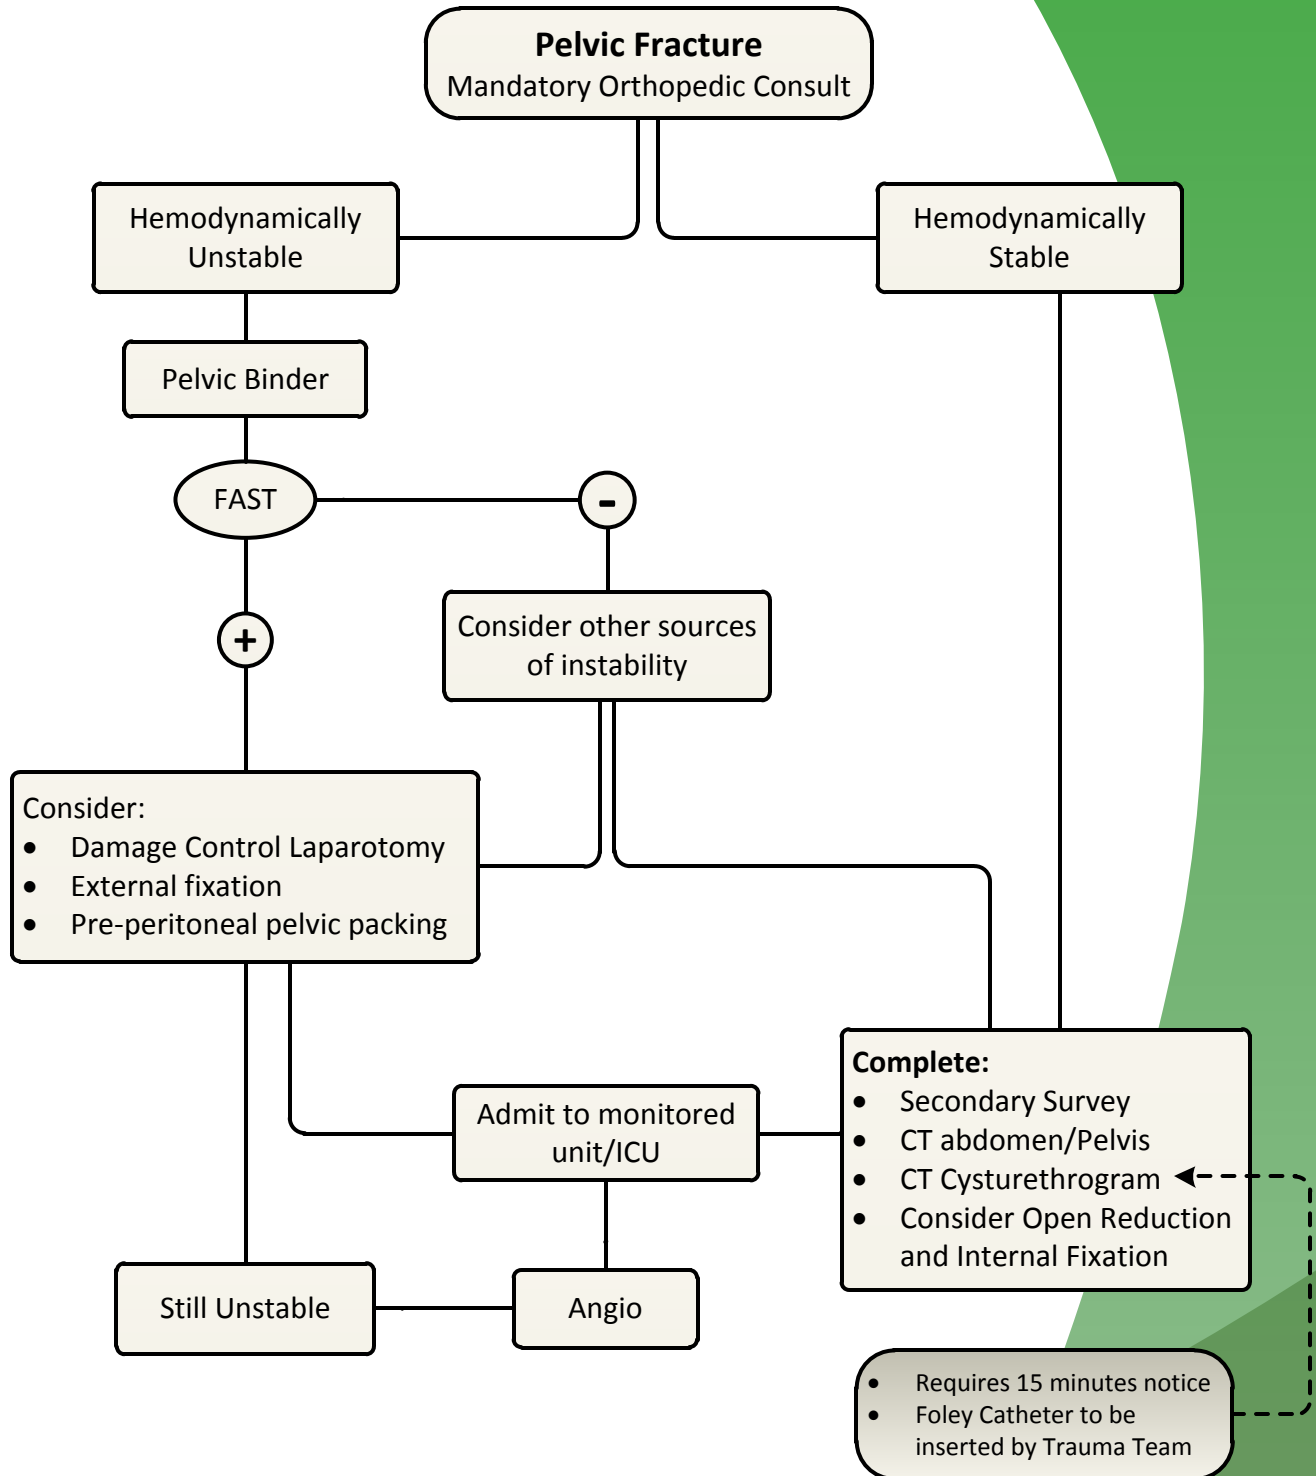 Pelvic Fracture
Mandatory Orthopedic Consult
Hemodynamically
Unstable
Hemodynamically
Stable
Pelvic Binder
FAST
-
+
Consider other sources
of instability
Consider:
• Damage Control Laparotomy
• External fixation
• Pre-peritoneal pelvic packing
Admit to monitored
unit/ICU
Complete:
• Secondary Survey
• CT abdomen/Pelvis
• CT Cysturethrogram
• Consider Open Reduction
and Internal Fixation
Still Unstable
Angio
• Requires 15 minutes notice
• Foley Catheter to be
inserted by Trauma Team